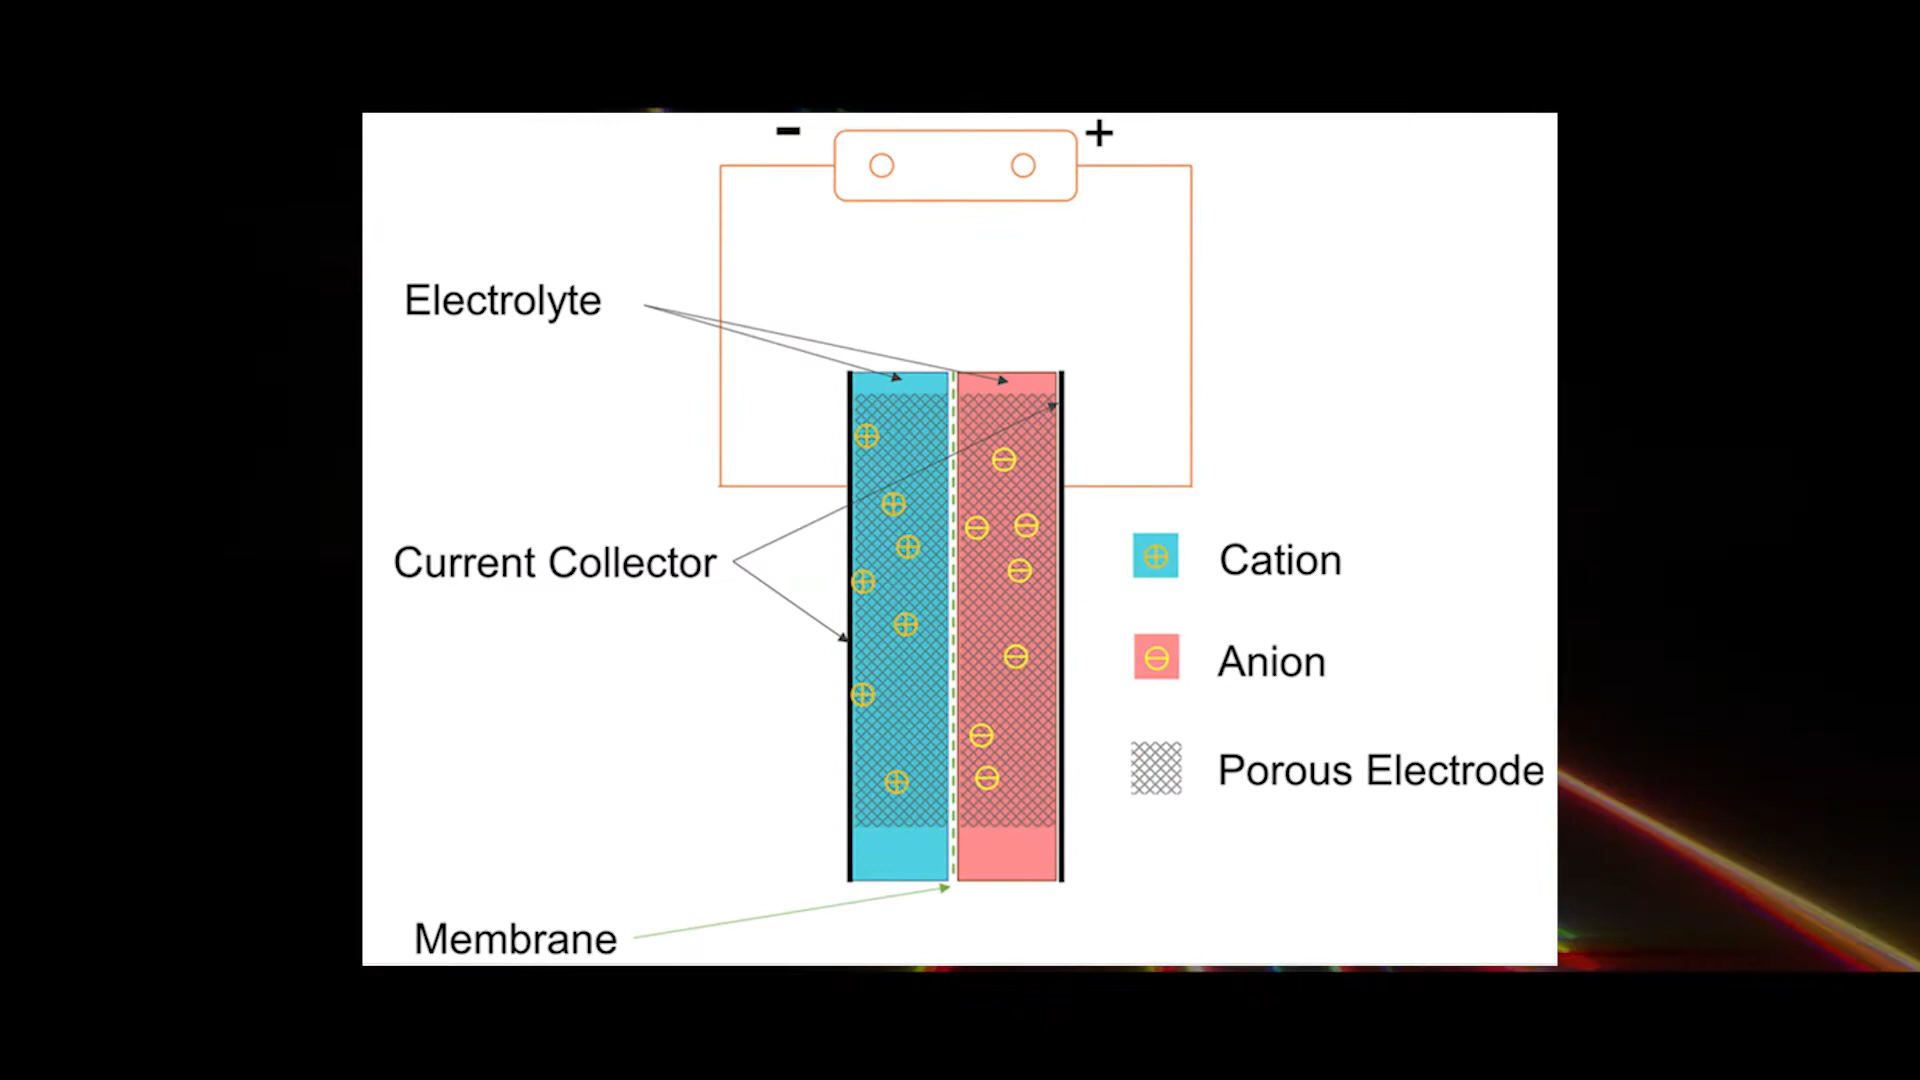 - +
Electrolyte
Current Collector
Cation
Anion
Porous Electrode
Membrane